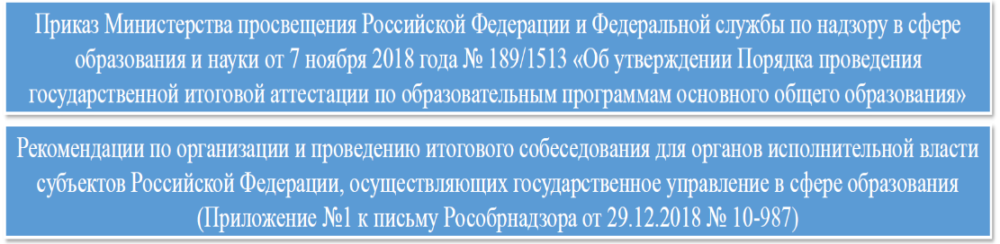 Приказ Министерства просвещения Российской Федерации и Федеральной службы по надзору в сфере
образования и науки от 7 ноября 2018 года № 189/1513 «Об утверждении Порядка проведения
государственной итоговой аттестации по образовательным программам основного общего образования»
Рекомендации по организации и проведению итогового собеседования для органов исполнительной власти
субъектов Российской Федерации, осуществляющих государственное управление в сфере образования
(Приложение №1 к письму Рособрнадзора от 29.12.2018 № 10-987)